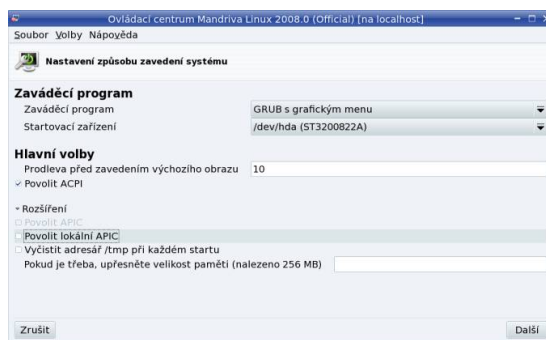 Ovládací centrum Mandriva Linux 2008.0 (Official) [na localhost]
Soubor Volby Nápověda
Nastavení způsobu zavedení systému
Zaváděcí program
Zaváděcí program GRUB s grafickým menu
Startovací zařízení /dev/hda (ST3200822A)
Hlavní volby
Prodleva před zavedením výchozího obrazu 10
Povolit ACPI
Rozšíření
Povolit APIC
Povolit lokální APIC
Vyčistit adresář /tmp při každém startu
Pokud je třeba, upřesněte velikost paměti (nalezeno 256 MB)
Zrušit Další